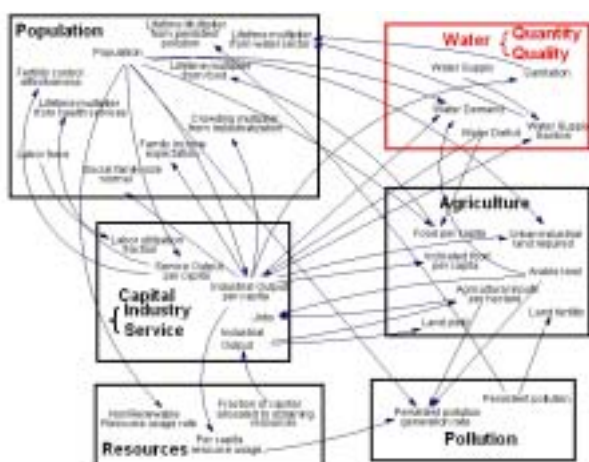 Population
Lifetime Multiplier
from persistent
pollution
Lifetime multiplier
from water sector
Population
Lifetime multiplier
from food
Fertility control
effectiveness
Lifetime multiplier
from health services
Crowding multiplier
from industrialization
Labor force
Family income
expectation
Social family size
normal
Water
Quantity
Quality
Water Supply
Sanitation
Water Demand
Water Deficit
Water Supply
Agriculture
Food per capita
Urban industrial
land required
Indicated food
per capita
Arable land
Agricultural inputs
per hectare
Land yield
Land fertility
Labor utilization
fraction
Service Output
per capita
Industrial Output
per capita
Capital
Industry
Service
Jobs
Industrial
Output
NonRenewable
Resource usage rate
Fraction of capital
allocated to obtaining
resources
Per capita
resource usage
Resources
Persistent pollution
generation rate
Persistent pollution
Pollution